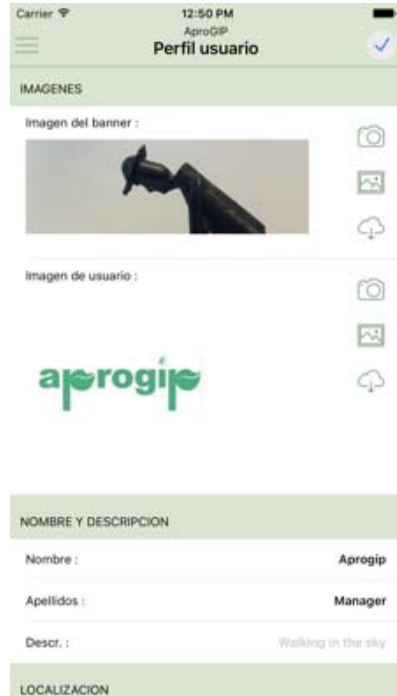 Carrier 12:50 PM
AproGIP
Perfil usuario
IMAGENES
Imagen del banner :
Imagen de usuario :
aprogip
NOMBRE Y DESCRIPCION
Nombre : Aprogip
Apellidos : Manager
Descr. : Walking in the sky
LOCALIZACION